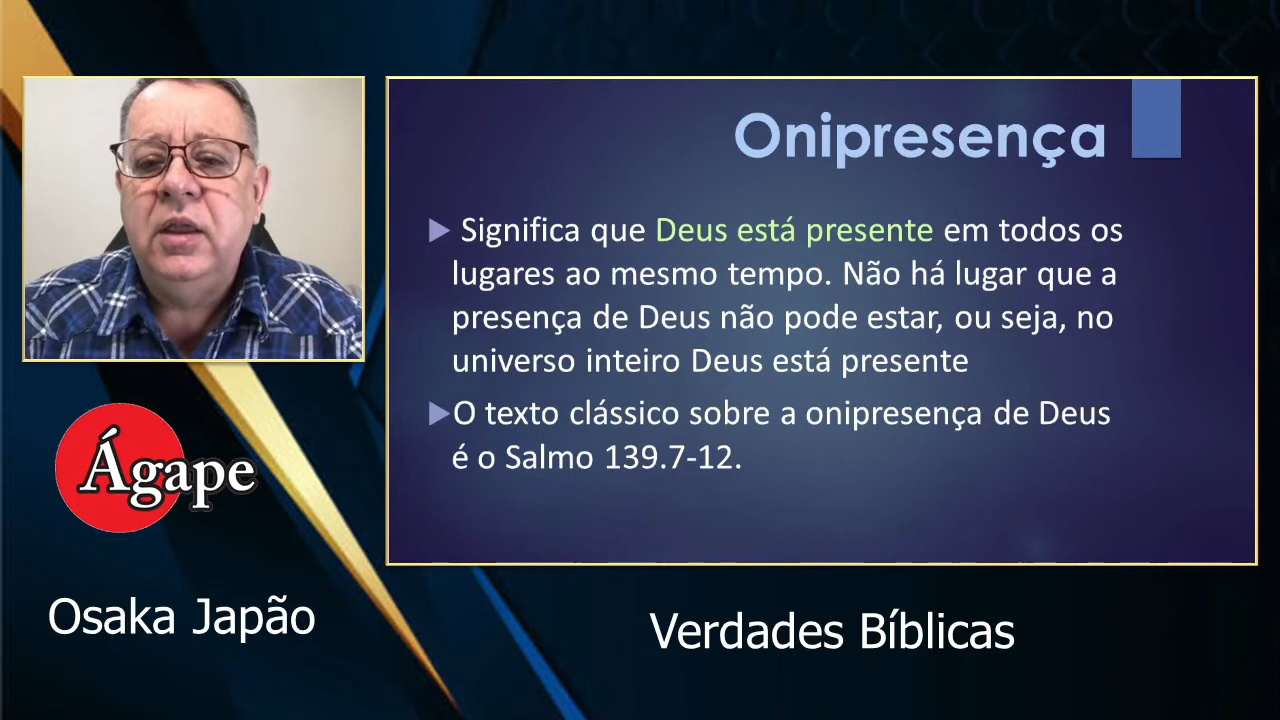 Onipresença
Significa que Deus está presente em todos os
lugares ao mesmo tempo. Não há lugar que a
presença de Deus não pode estar, ou seja, no
universo inteiro Deus está presente
O texto clássico sobre a onipresença de Deus
é o Salmo 139.7-12.
Ágape
Osaka Japão
Verdades Bíblicas